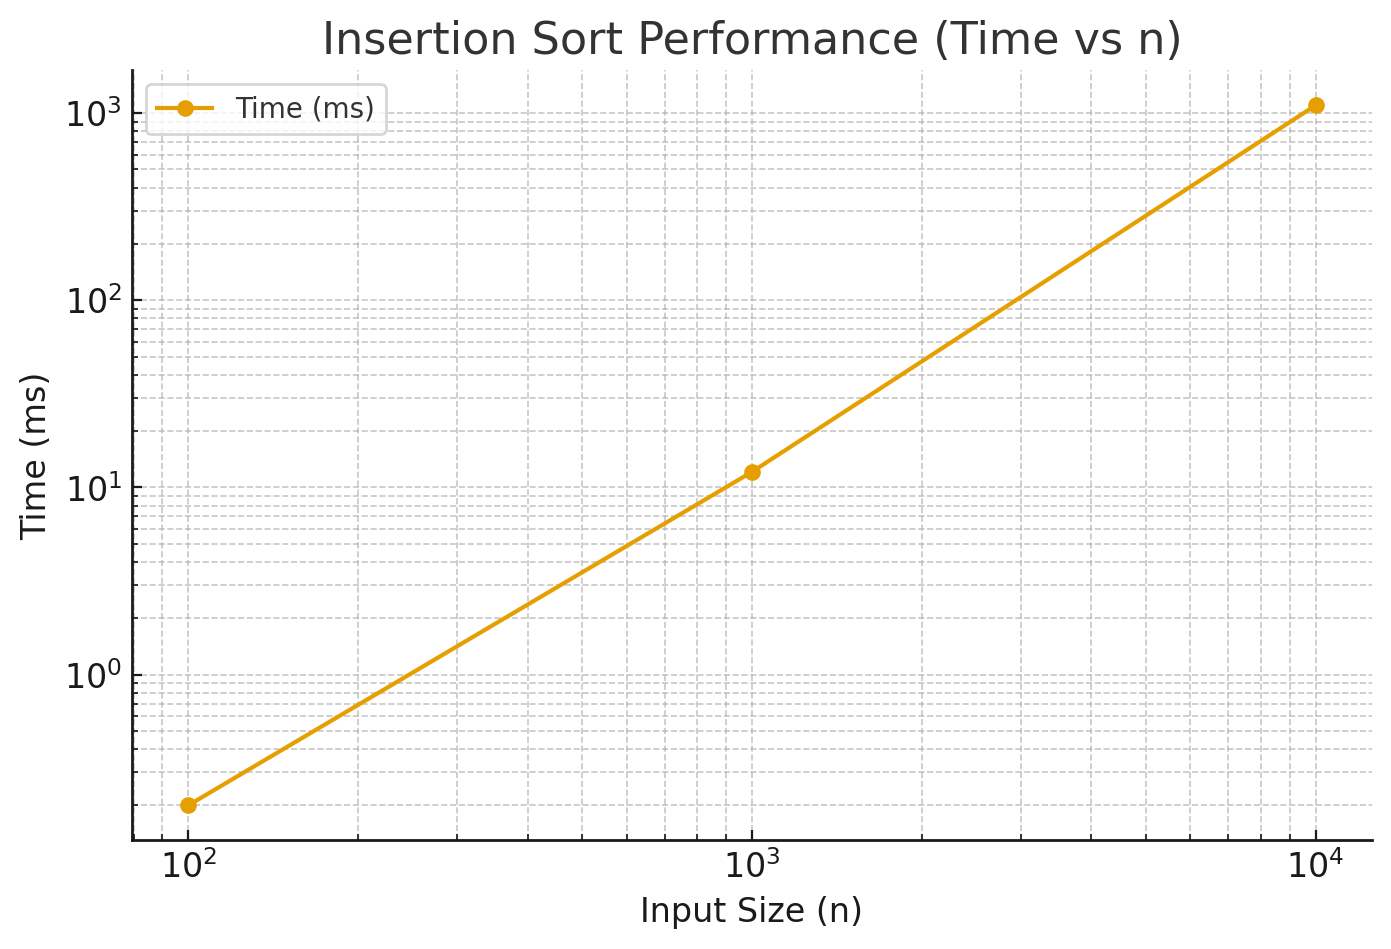 Insertion Sort Performance (Time vs n)
Time (ms)
10³
10²
10¹
10⁰
Time (ms)
10² 10³ 10⁴
Input Size (n)